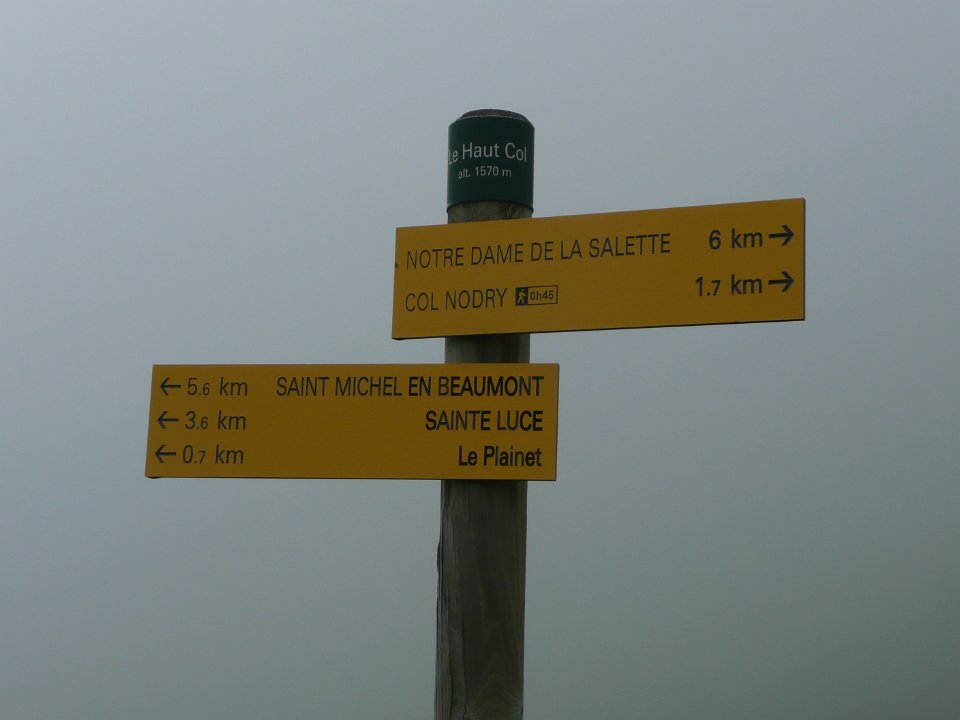 Le Haut Col
alt. 1570 m
NOTRE DAME DE LA SALETTE 6 km →
COL NODRY 0h45 1.7 km →
← 5.6 km SAINT MICHEL EN BEAUMONT
← 3.6 km SAINTE LUCE
← 0.7 km Le Plainet